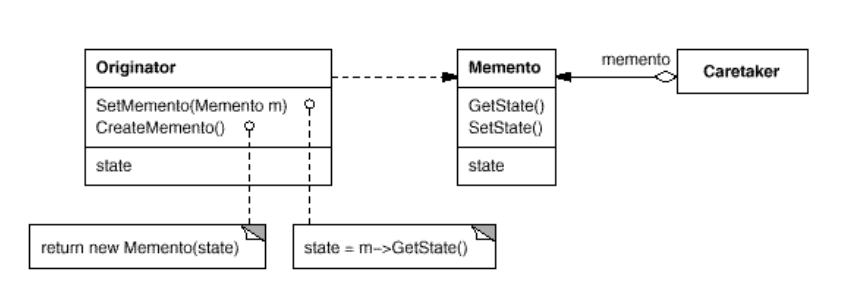 Originator
SetMemento(Memento m)
CreateMemento()
state
return new Memento(state)
state = m->GetState()
Memento
GetState()
SetState()
state
memento
Caretaker